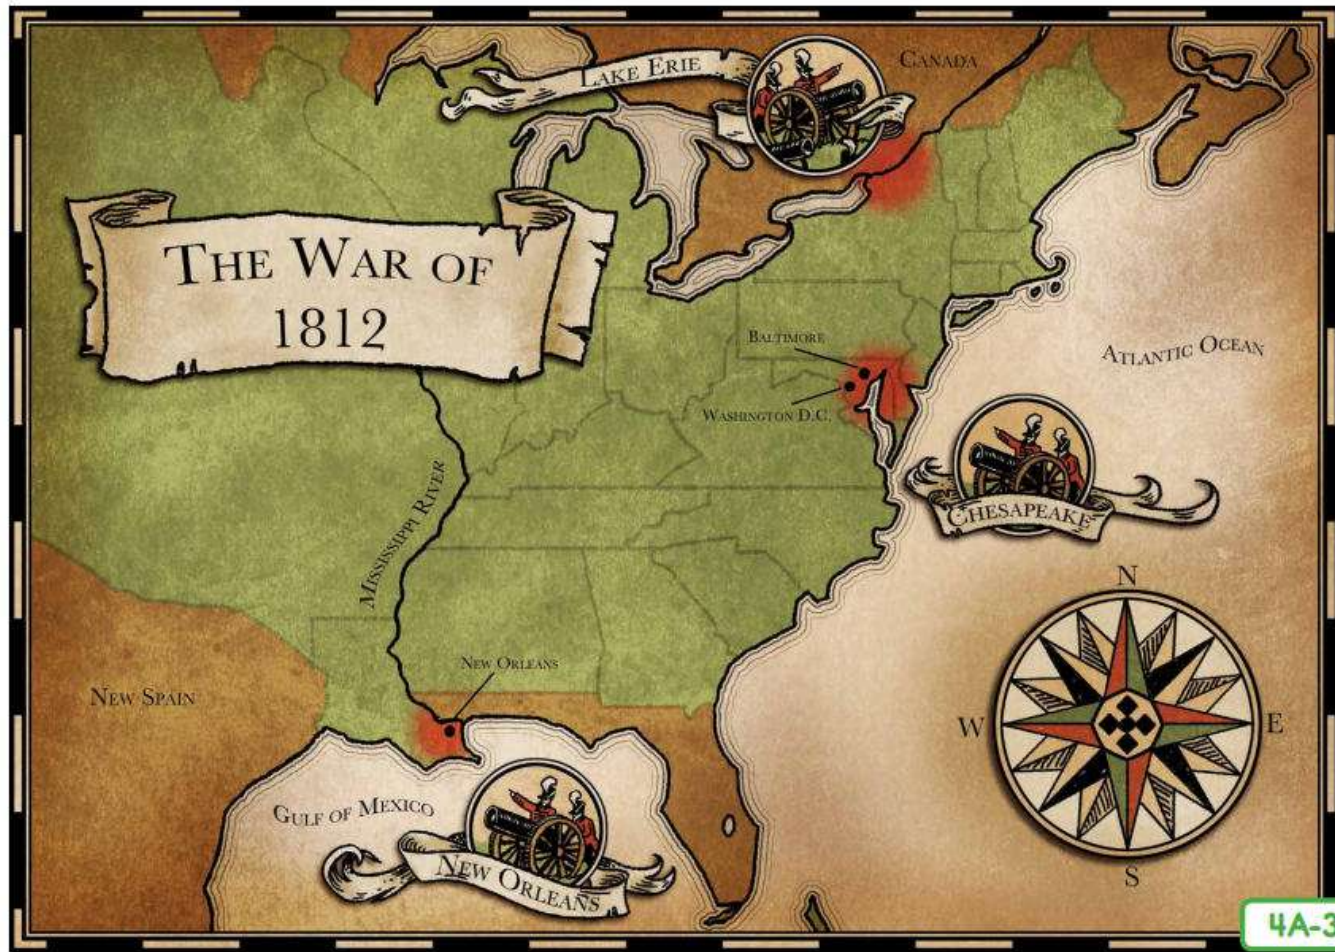 Lake Erie
Canada
The War of
1812
Baltimore
Atlantic Ocean
Washington D.C.
Chesapeake
Mississippi River
N
New Orleans
New Spain
W
E
Gulf of Mexico
New Orleans
S
4A-3